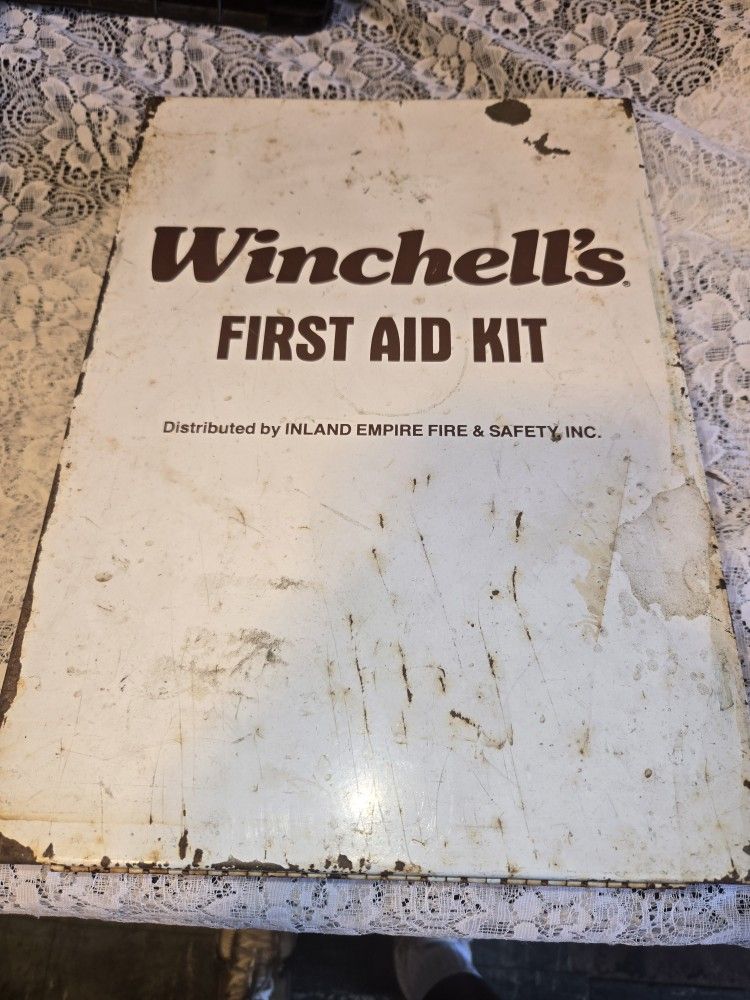 Winchell's®
FIRST AID KIT
Distributed by INLAND EMPIRE FIRE & SAFETY, INC.